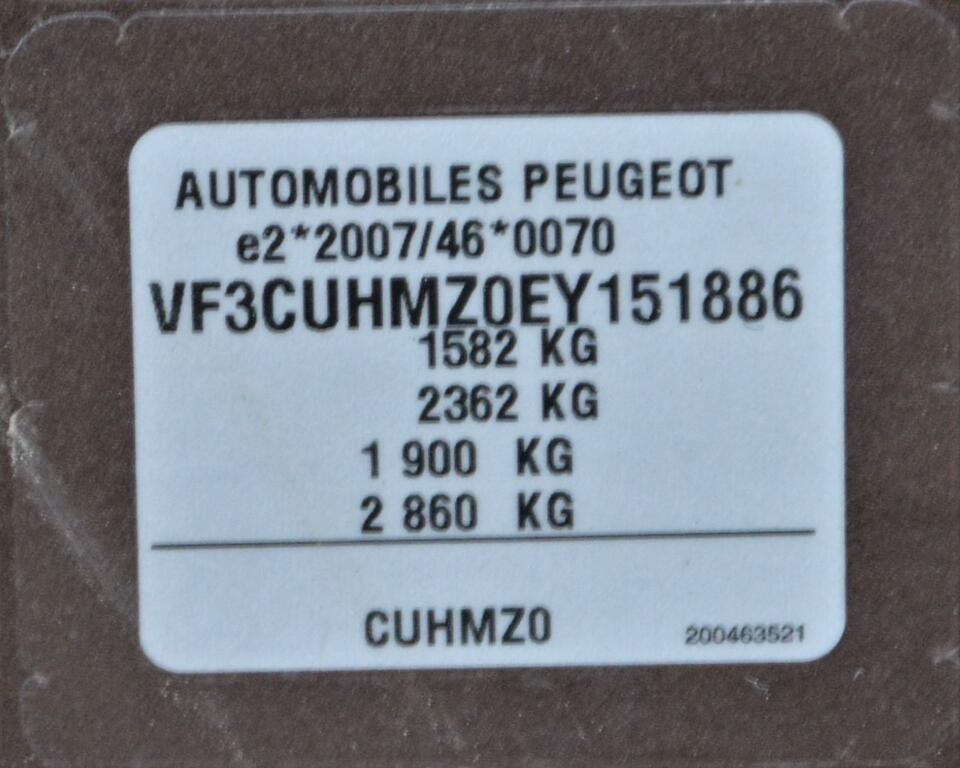 AUTOMOBILES PEUGEOT
e2*2007/46*0070
VF3CUHMZ0EY151886
1582 KG
2362 KG
1 900 KG
2 860 KG
CUHMZ0 200463521